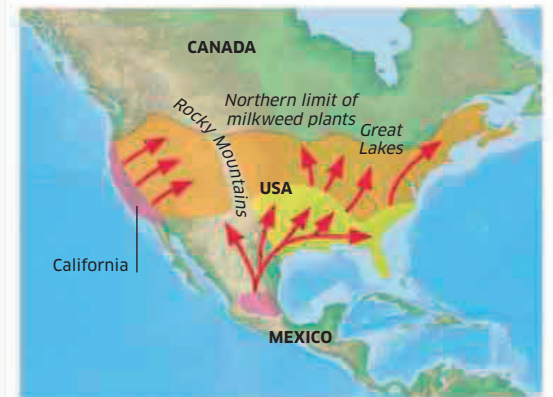 CANADA
Northern limit of
milkweed plants
Rocky Mountains
Great
Lakes
USA
California
MEXICO